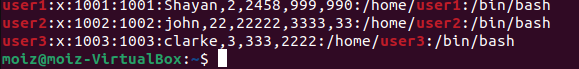 user1:x:1001:1001:Shayan,2,2458,999,990:/home/user1:/bin/bash
user2:x:1002:1002:john,22,22222,3333,33:/home/user2:/bin/bash
user3:x:1003:1003:clarke,3,333,2222:/home/user3:/bin/bash
moiz@moiz-VirtualBox:~$